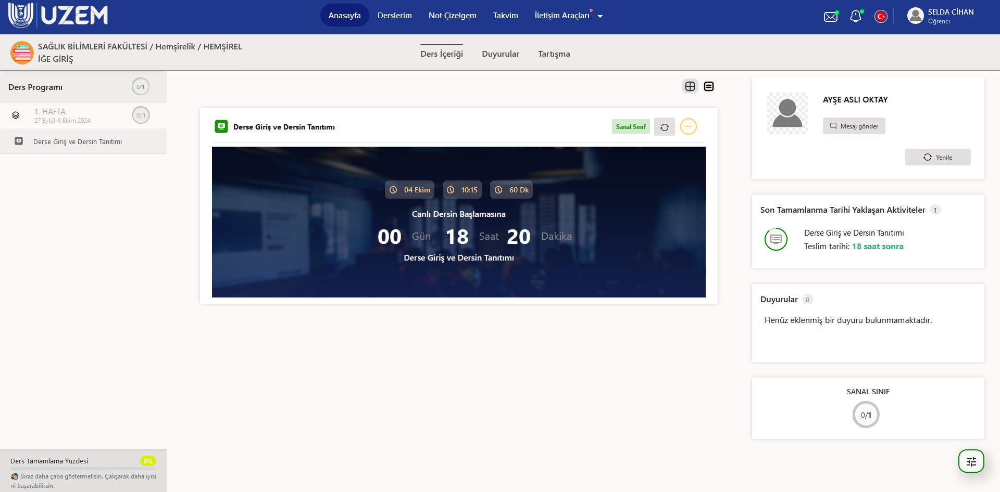 UZEM
Anasayfa
Derslerim
Not Çizelgem
Takvim
İletişim Araçları
SELDA CİHAN
Öğrenci
SAĞLIK BİLİMLERİ FAKÜLTESİ / Hemşirelik / HEMŞİREL
İĞE GİRİŞ
Ders İçeriği
Duyurular
Tartışma
Ders Programı
0/1
1. HAFTA
27 Eylül-6 Ekim 2024
0/1
Derse Giriş ve Dersin Tanıtımı
Derse Giriş ve Dersin Tanıtımı
Sanal Sınıf
04 Ekim
10:15
60 Dk
Canlı Dersin Başlamasına
00 Gün 18 Saat 20 Dakika
Derse Giriş ve Dersin Tanıtımı
AYŞE ASLI OKTAY
Mesaj gönder
Yenile
Son Tamamlanma Tarihi Yaklaşan Aktiviteler 1
Derse Giriş ve Dersin Tanıtımı
Teslim tarihi: 18 saat sonra
Duyurular 0
Henüz eklenmiş bir duyuru bulunmamaktadır.
SANAL SINIF
0/1
Ders Tamamlama Yüzdesi
0%
Biraz daha çaba göstermelisin. Çalışarak daha iyisi
ni başarabilirsin.